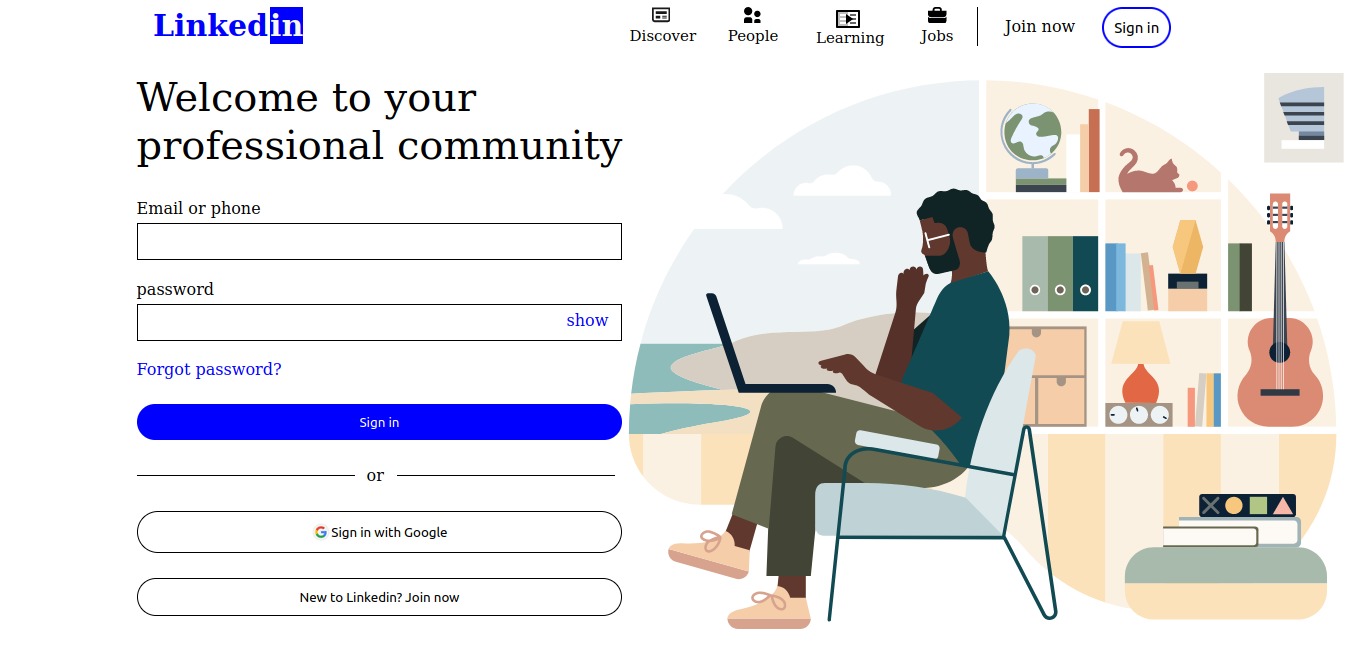 Linkedin
Discover
People
Learning
Jobs
Join now
Sign in
Welcome to your
professional community
Email or phone
password
show
Forgot password?
Sign in
or
Sign in with Google
New to Linkedin? Join now